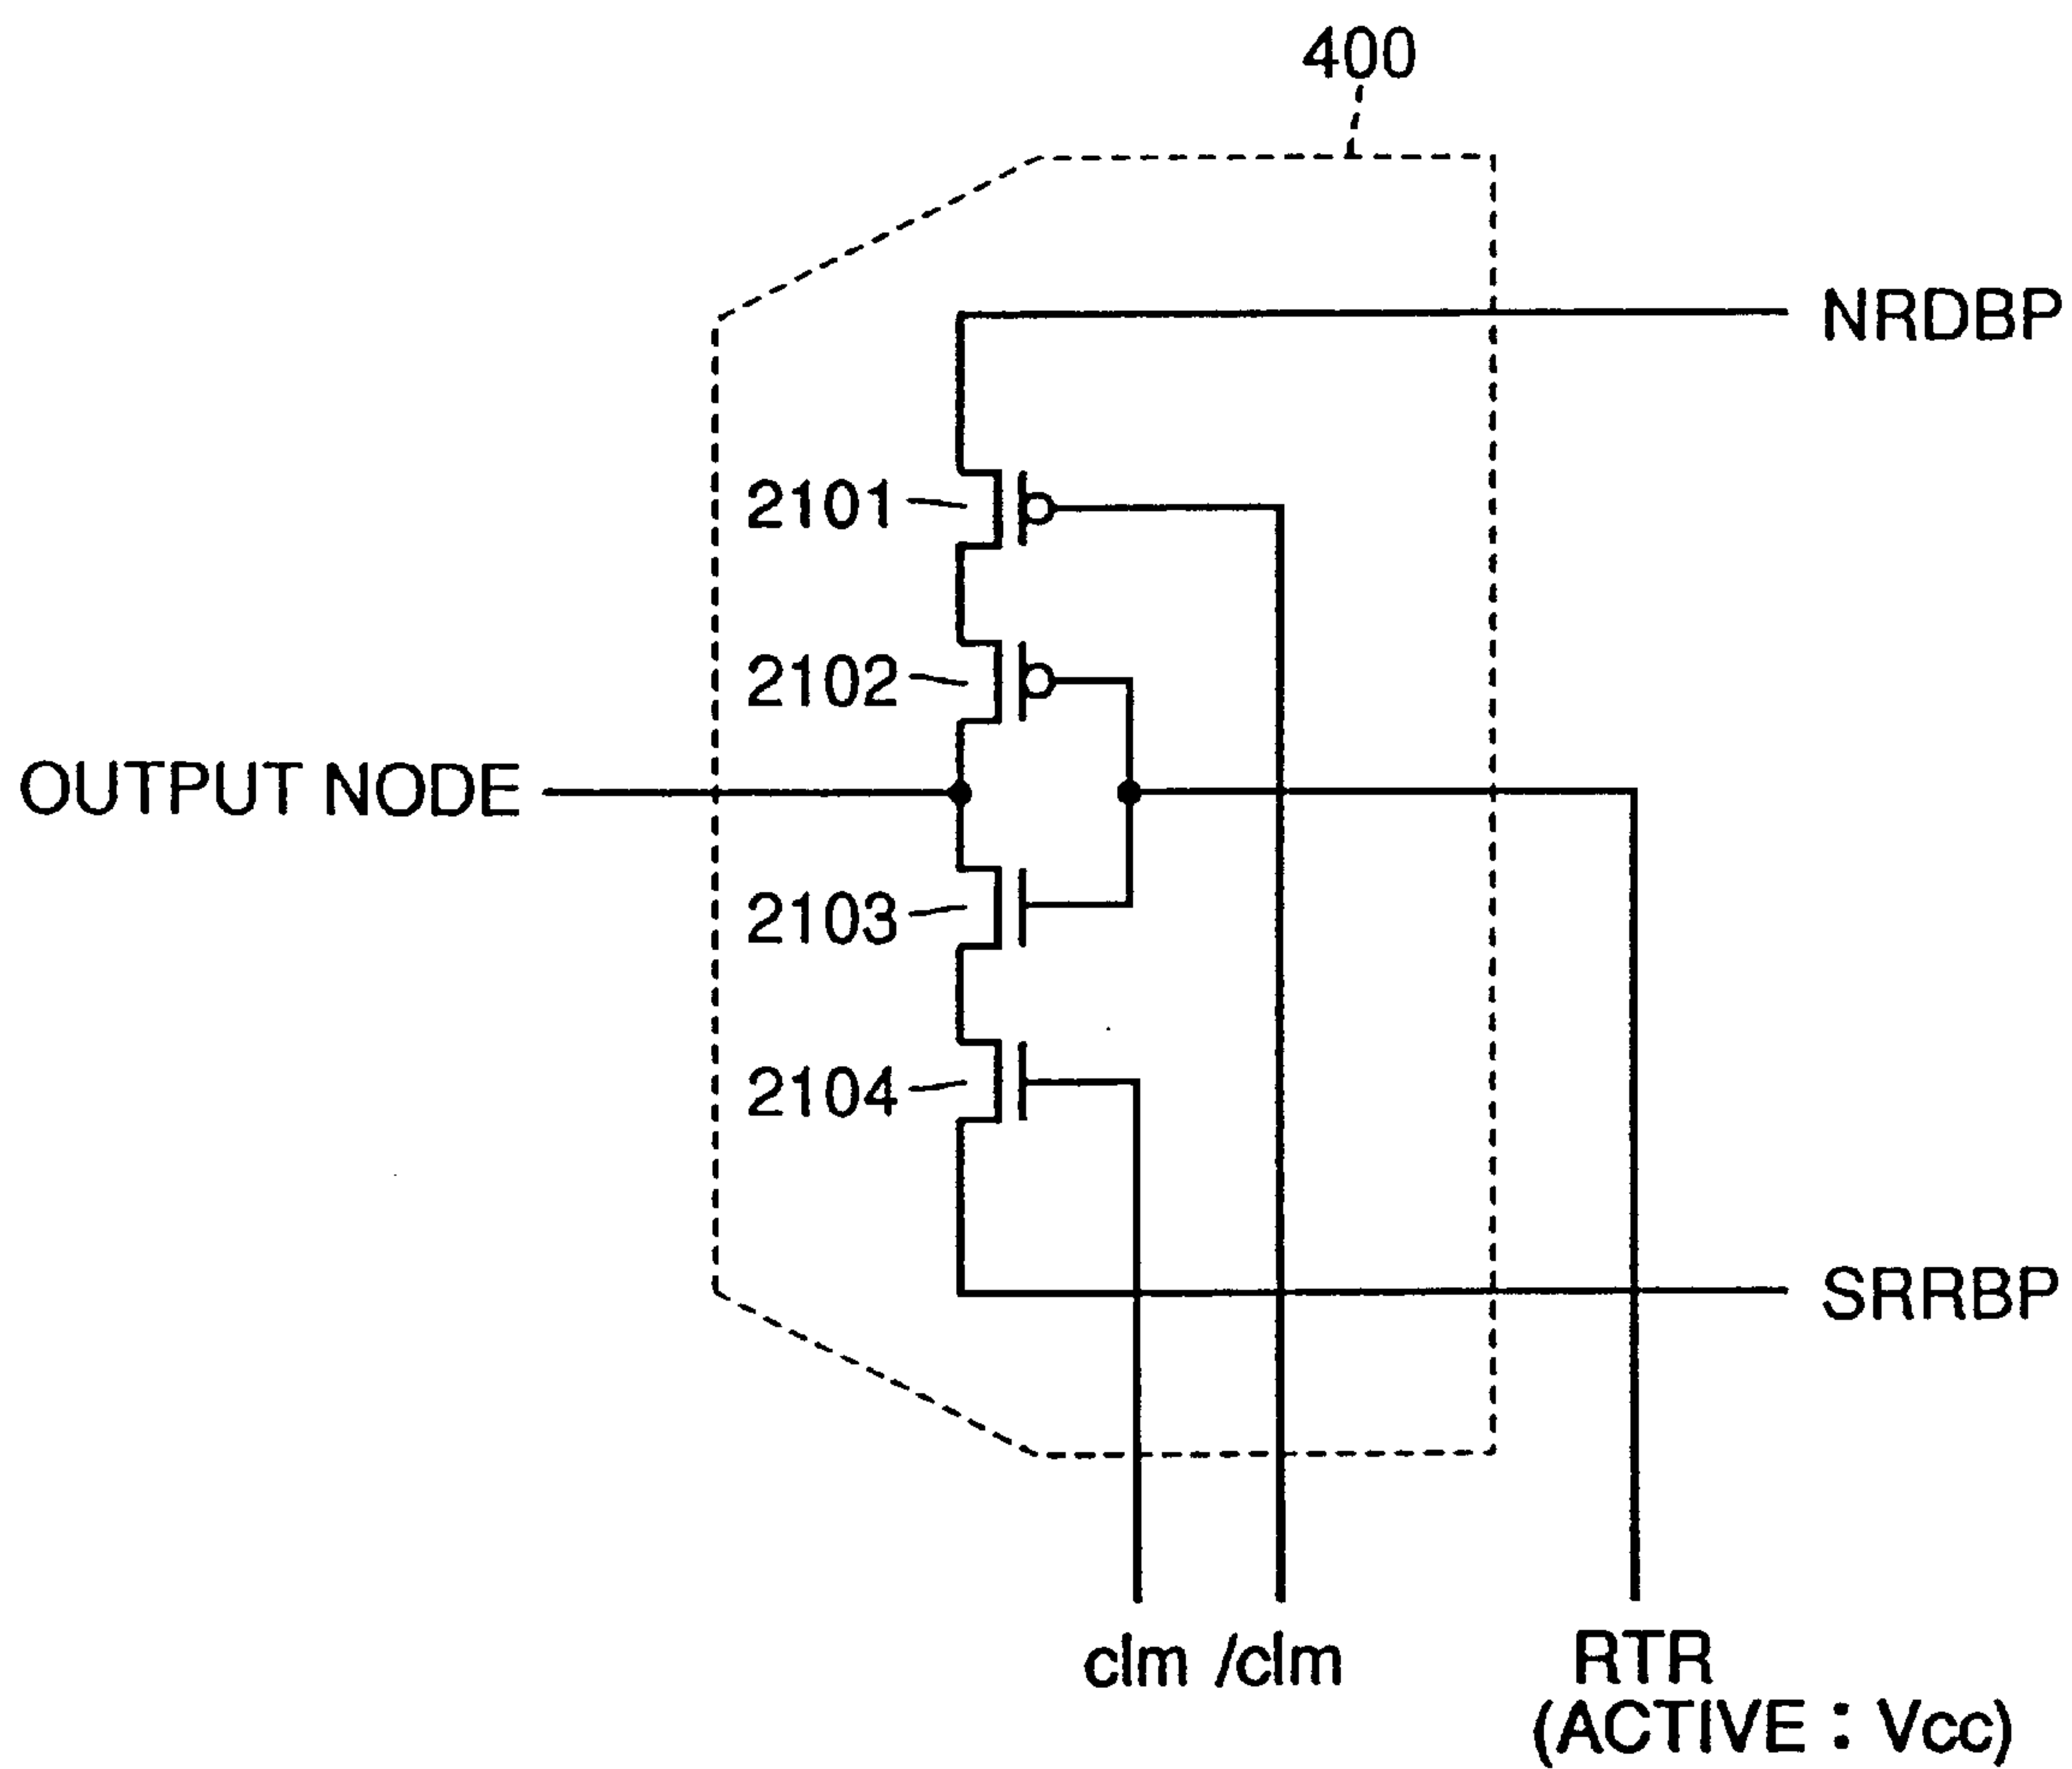 400
NRDBP
2101
2102
OUTPUT NODE
2103
2104
SRRBP
clm /clm
RTR
(ACTIVE : Vcc)